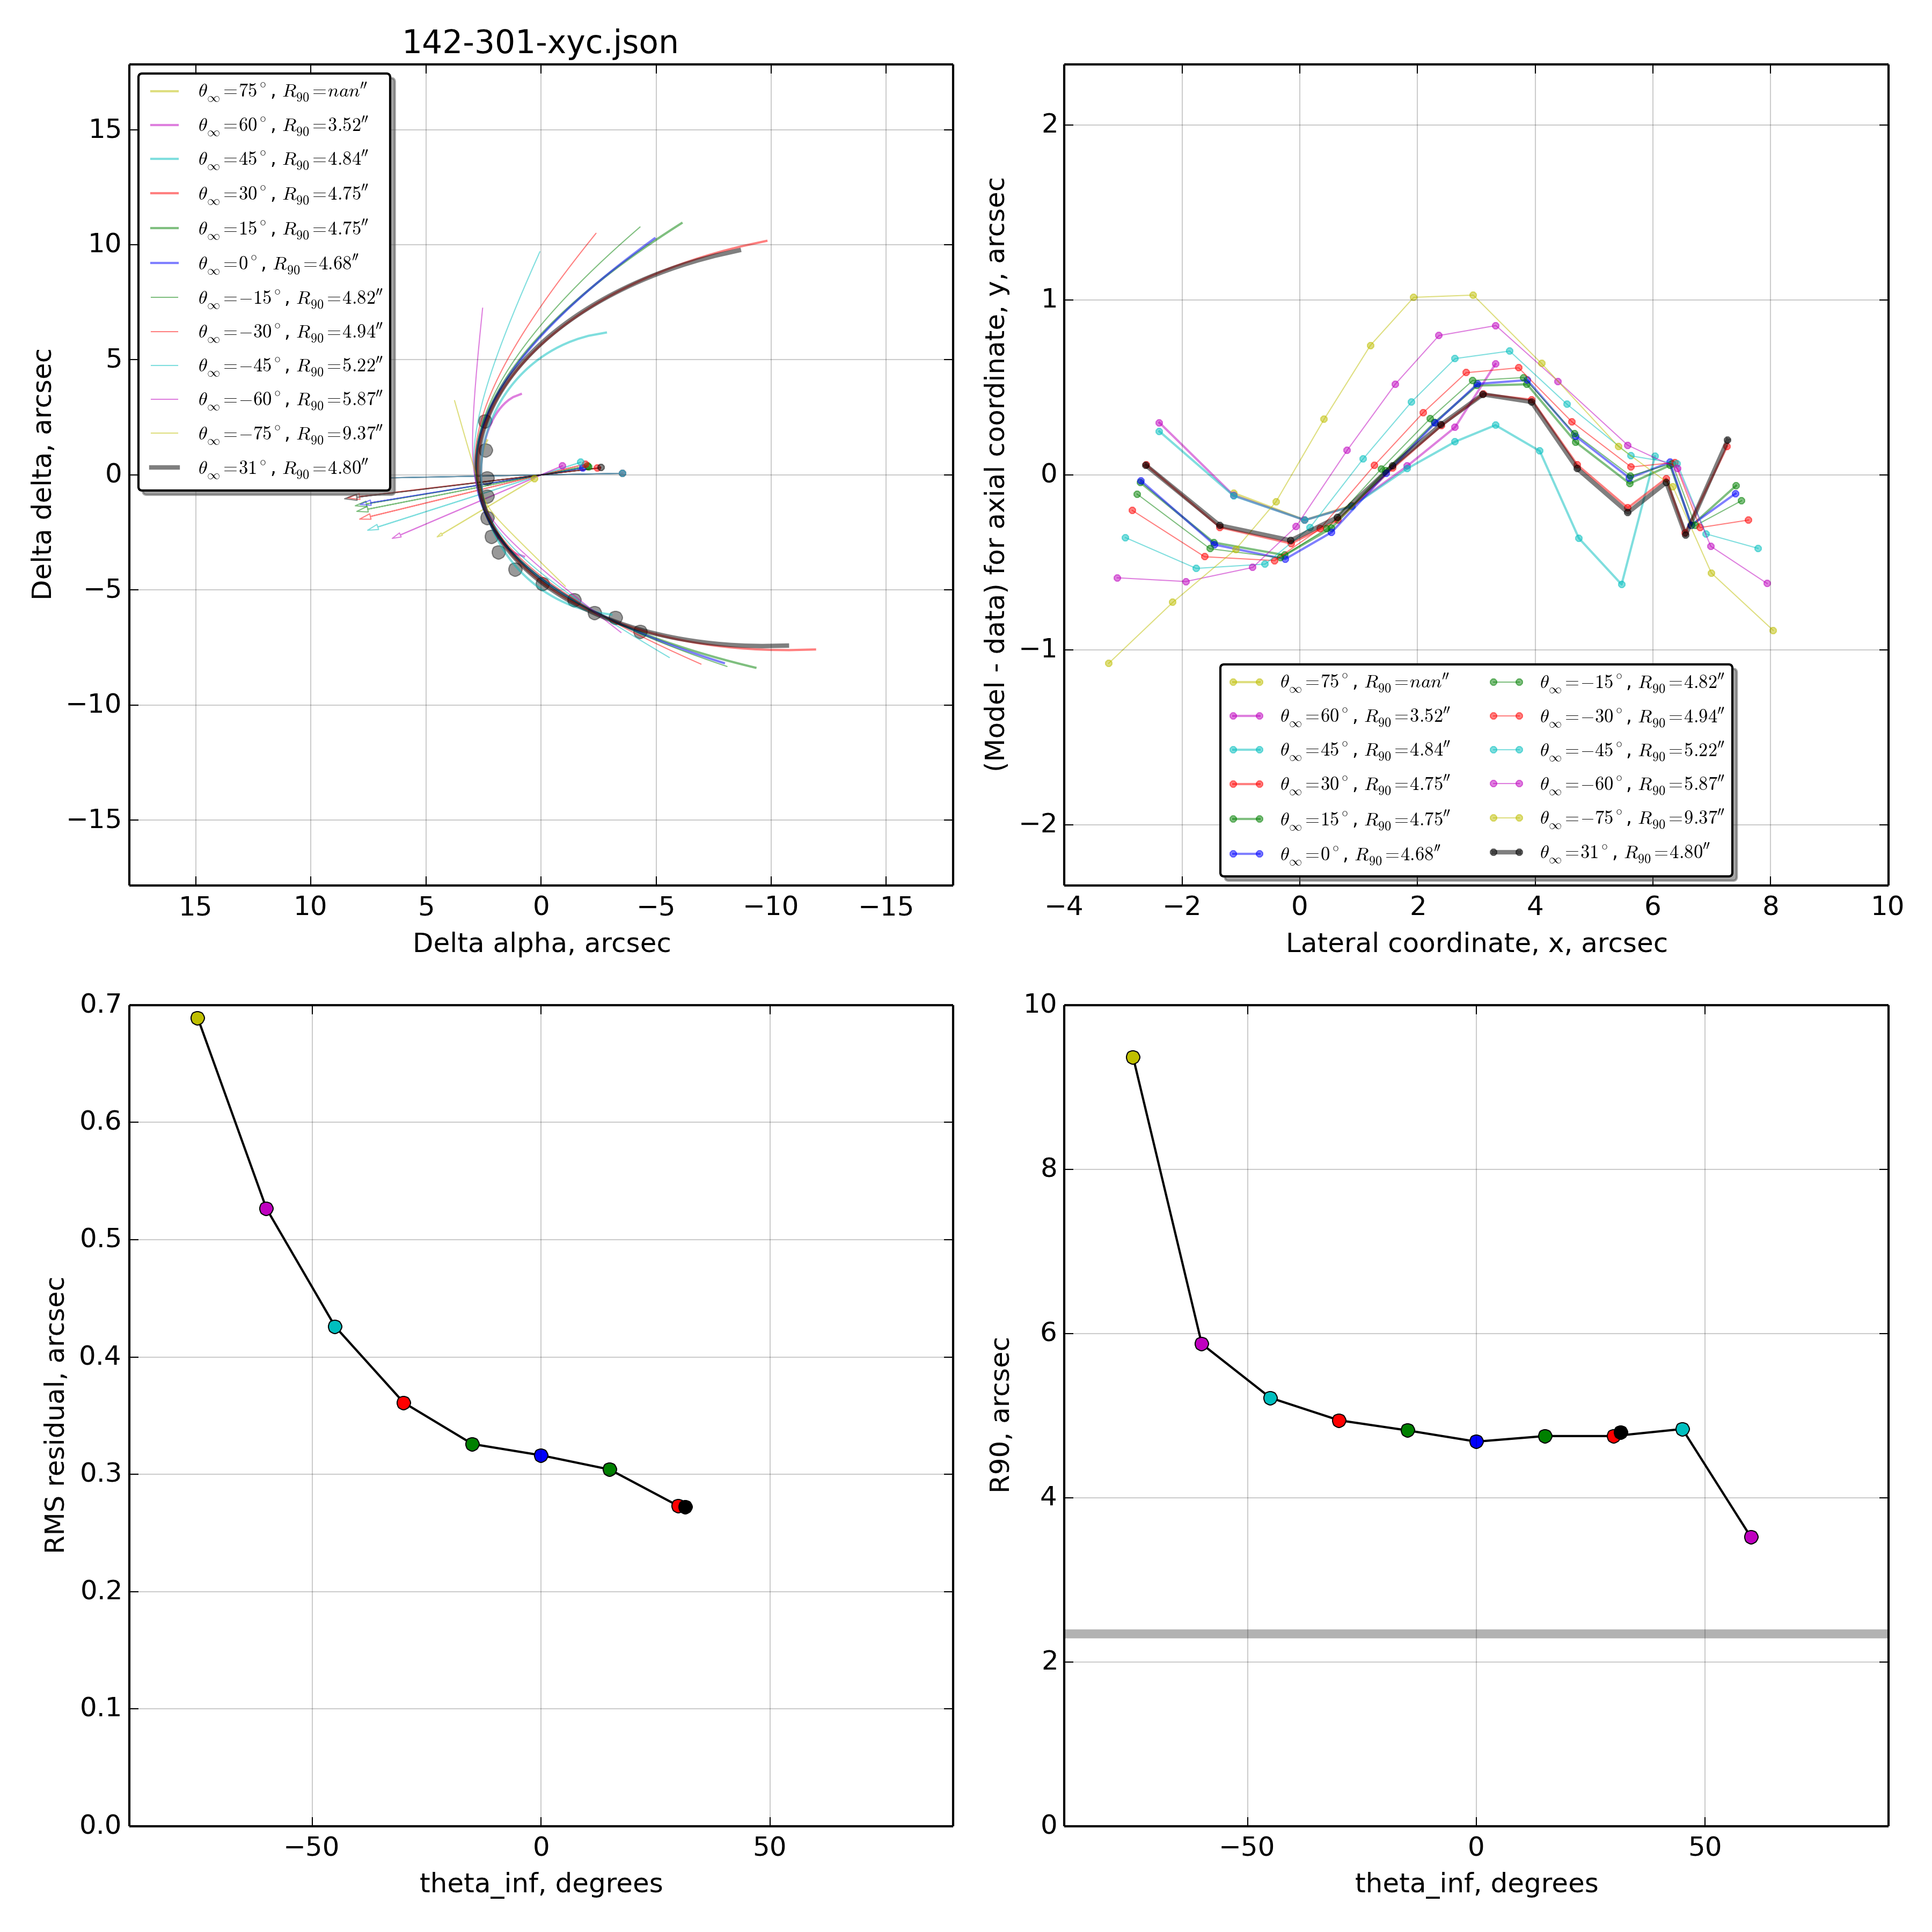 142-301-xyc.json
θ∞=75°, R90=nan″
θ∞=60°, R90=3.52″
θ∞=45°, R90=4.84″
θ∞=30°, R90=4.75″
θ∞=15°, R90=4.75″
θ∞=0°, R90=4.68″
θ∞=−15°, R90=4.82″
θ∞=−30°, R90=4.94″
θ∞=−45°, R90=5.22″
θ∞=−60°, R90=5.87″
θ∞=−75°, R90=9.37″
θ∞=31°, R90=4.80″
15
10
5
0
−5
−10
−15
Delta delta, arcsec
15 10 5 0 −5 −10 −15
Delta alpha, arcsec
2
1
0
−1
−2
(Model - data) for axial coordinate, y, arcsec
θ∞=75°, R90=nan″ θ∞=−15°, R90=4.82″
θ∞=60°, R90=3.52″ θ∞=−30°, R90=4.94″
θ∞=45°, R90=4.84″ θ∞=−45°, R90=5.22″
θ∞=30°, R90=4.75″ θ∞=−60°, R90=5.87″
θ∞=15°, R90=4.75″ θ∞=−75°, R90=9.37″
θ∞=0°, R90=4.68″ θ∞=31°, R90=4.80″
−4 −2 0 2 4 6 8 10
Lateral coordinate, x, arcsec
0.7
0.6
0.5
0.4
0.3
0.2
0.1
0.0
RMS residual, arcsec
−50 0 50
theta_inf, degrees
10
8
6
4
2
0
R90, arcsec
−50 0 50
theta_inf, degrees